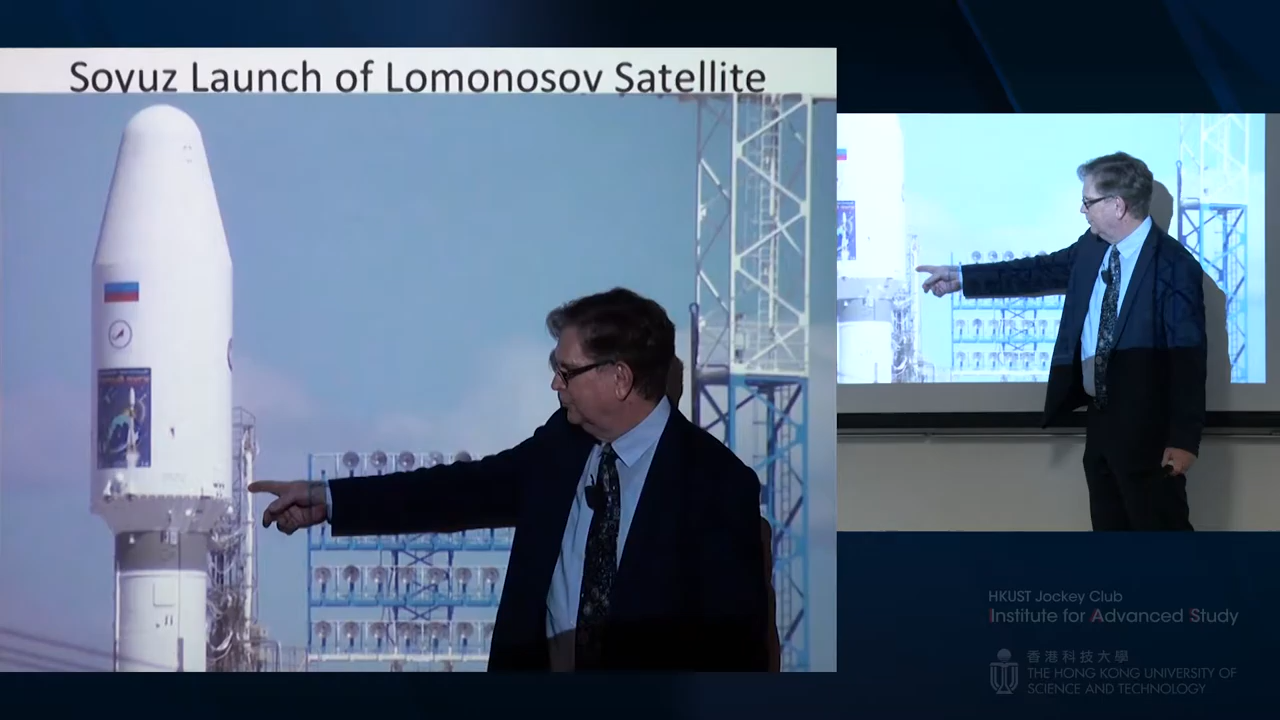 Soyuz Launch of Lomonosov Satellite
HKUST Jockey Club
Institute for Advanced Study
香港科技大學
THE HONG KONG UNIVERSITY OF
SCIENCE AND TECHNOLOGY